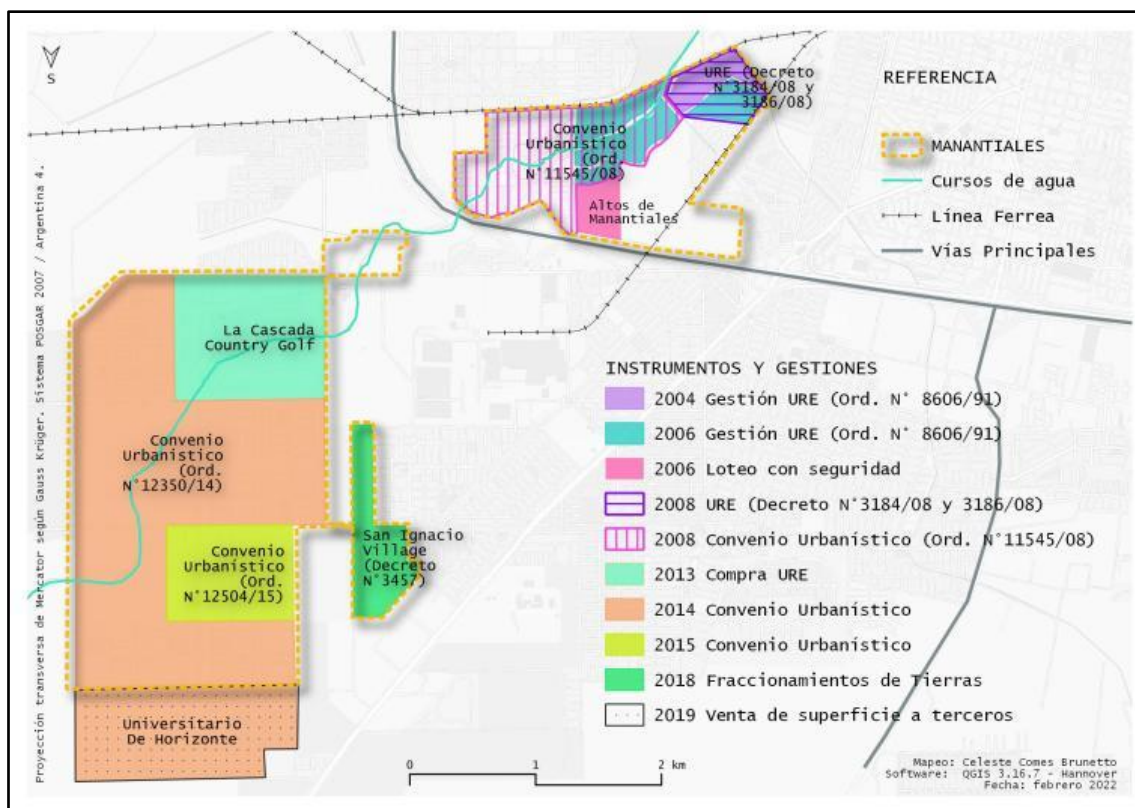 S
Proyección transversa de Mercator según Gauss Krüger. Sistema POSGAR 2007 / Argentina 4.
URE (Decreto
N°3184/08 y
3186/08)
Convenio
Urbanístico
(Ord.
N°11545/08)
Altos de
Manantiales
La Cascada
Country Golf
Convenio
Urbanístico
(Ord.
N°12350/14)
Convenio
Urbanístico
(Ord.
N°12504/15)
San Ignacio
Village
(Decreto
N°3457)
Universitario
De Horizonte
REFERENCIA
MANANTIALES
Cursos de agua
Línea Ferrea
Vías Principales
INSTRUMENTOS Y GESTIONES
2004 Gestión URE (Ord. N° 8606/91)
2006 Gestión URE (Ord. N° 8606/91)
2006 Loteo con seguridad
2008 URE (Decreto N°3184/08 y 3186/08)
2008 Convenio Urbanístico (Ord. N°11545/08)
2013 Compra URE
2014 Convenio Urbanístico
2015 Convenio Urbanístico
2018 Fraccionamientos de Tierras
2019 Venta de superficie a terceros
0 1 2 km
Mapeo: Celeste Comes Brunetto
Software: QGIS 3.16.7 - Hannover
Fecha: febrero 2022